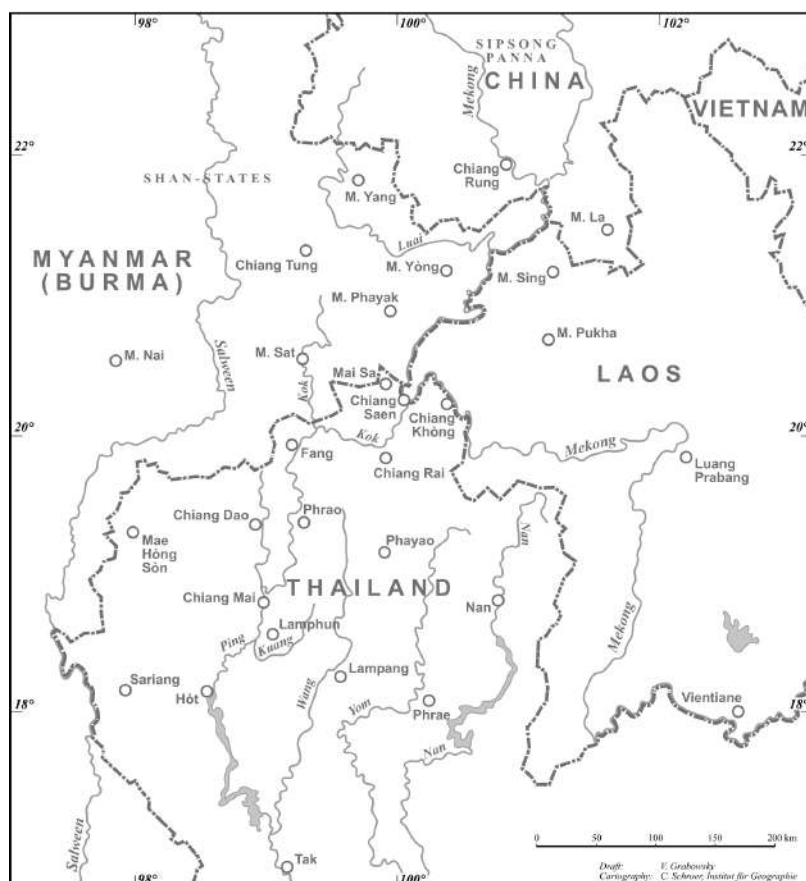 98°
100°
102°
SIPSONG
PANNA
CHINA
Mekong
VIETNAM
22°
22°
Chiang
Rung
SHAN-STATES
M. Yang
M. La
Luai
MYANMAR
(BURMA)
Chiang Tung
M. Yòng
M. Sing
M. Phayak
M. Pukha
M. Nai
Salween
M. Sat
Kok
Mai Sai
Chiang
Saen
Chiang
Khòng
LAOS
20°
20°
Kok
Mekong
Fang
Chiang Rai
Luang
Prabang
Chiang Dao
Phrao
Nan
Mae
Hòng
Sòn
Phayao
THAILAND
Chiang Mai
Nan
Mekong
Lamphun
Ping
Kuang
Sariang
Hòt
Wang
Lampang
Yom
Phrae
Vientiane
18°
18°
Nan
Salween
0 50 100 150 200 km
Tak
Draft: V. Grabowsky
Cartography: C. Schroer, Institut für Geographie
98°
100°